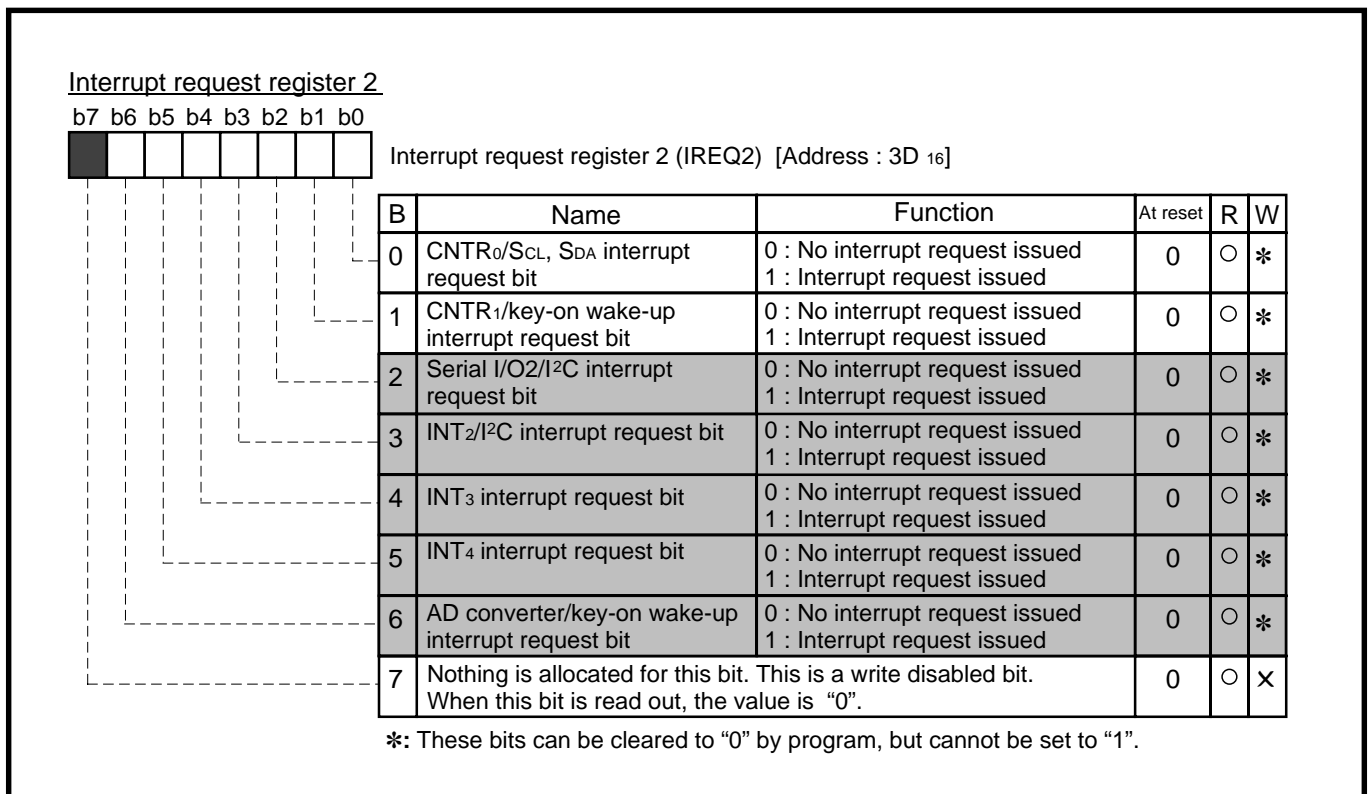 Interrupt request register 2
b7 b6 b5 b4 b3 b2 b1 b0
Interrupt request register 2 (IREQ2) [Address : 3D 16]
B Name Function At reset R W
0 CNTR0/SCL, SDA interrupt request bit 0 : No interrupt request issued 0 ○ ✻
1 : Interrupt request issued
1 CNTR1/key-on wake-up interrupt request bit 0 : No interrupt request issued 0 ○ ✻
1 : Interrupt request issued
2 Serial I/O2/I2C interrupt request bit 0 : No interrupt request issued 0 ○ ✻
1 : Interrupt request issued
3 INT2/I2C interrupt request bit 0 : No interrupt request issued 0 ○ ✻
1 : Interrupt request issued
4 INT3 interrupt request bit 0 : No interrupt request issued 0 ○ ✻
1 : Interrupt request issued
5 INT4 interrupt request bit 0 : No interrupt request issued 0 ○ ✻
1 : Interrupt request issued
6 AD converter/key-on wake-up interrupt request bit 0 : No interrupt request issued 0 ○ ✻
1 : Interrupt request issued
7 Nothing is allocated for this bit. This is a write disabled bit. 0 ○ ×
When this bit is read out, the value is “0”.
✻: These bits can be cleared to “0” by program, but cannot be set to “1”.